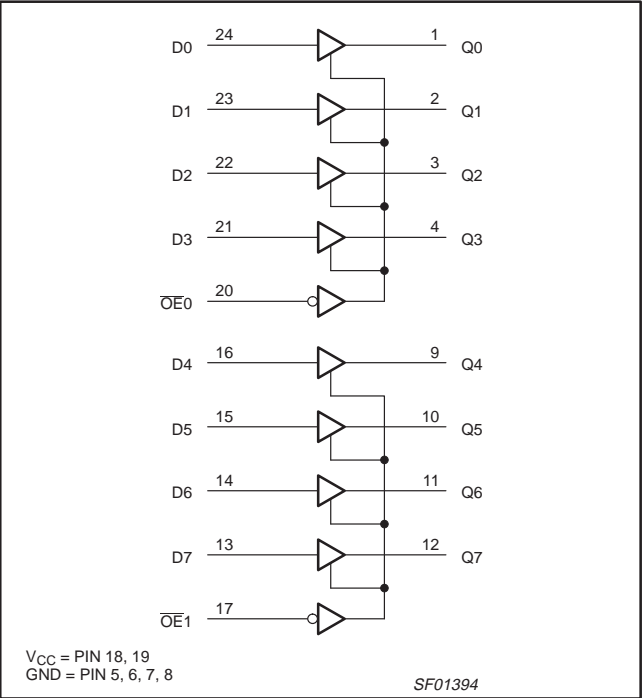 D0 24 1 Q0
D1 23 2 Q1
D2 22 3 Q2
D3 21 4 Q3
O̅E̅0 20
D4 16 9 Q4
D5 15 10 Q5
D6 14 11 Q6
D7 13 12 Q7
O̅E̅1 17
VCC = PIN 18, 19
GND = PIN 5, 6, 7, 8
SF01394